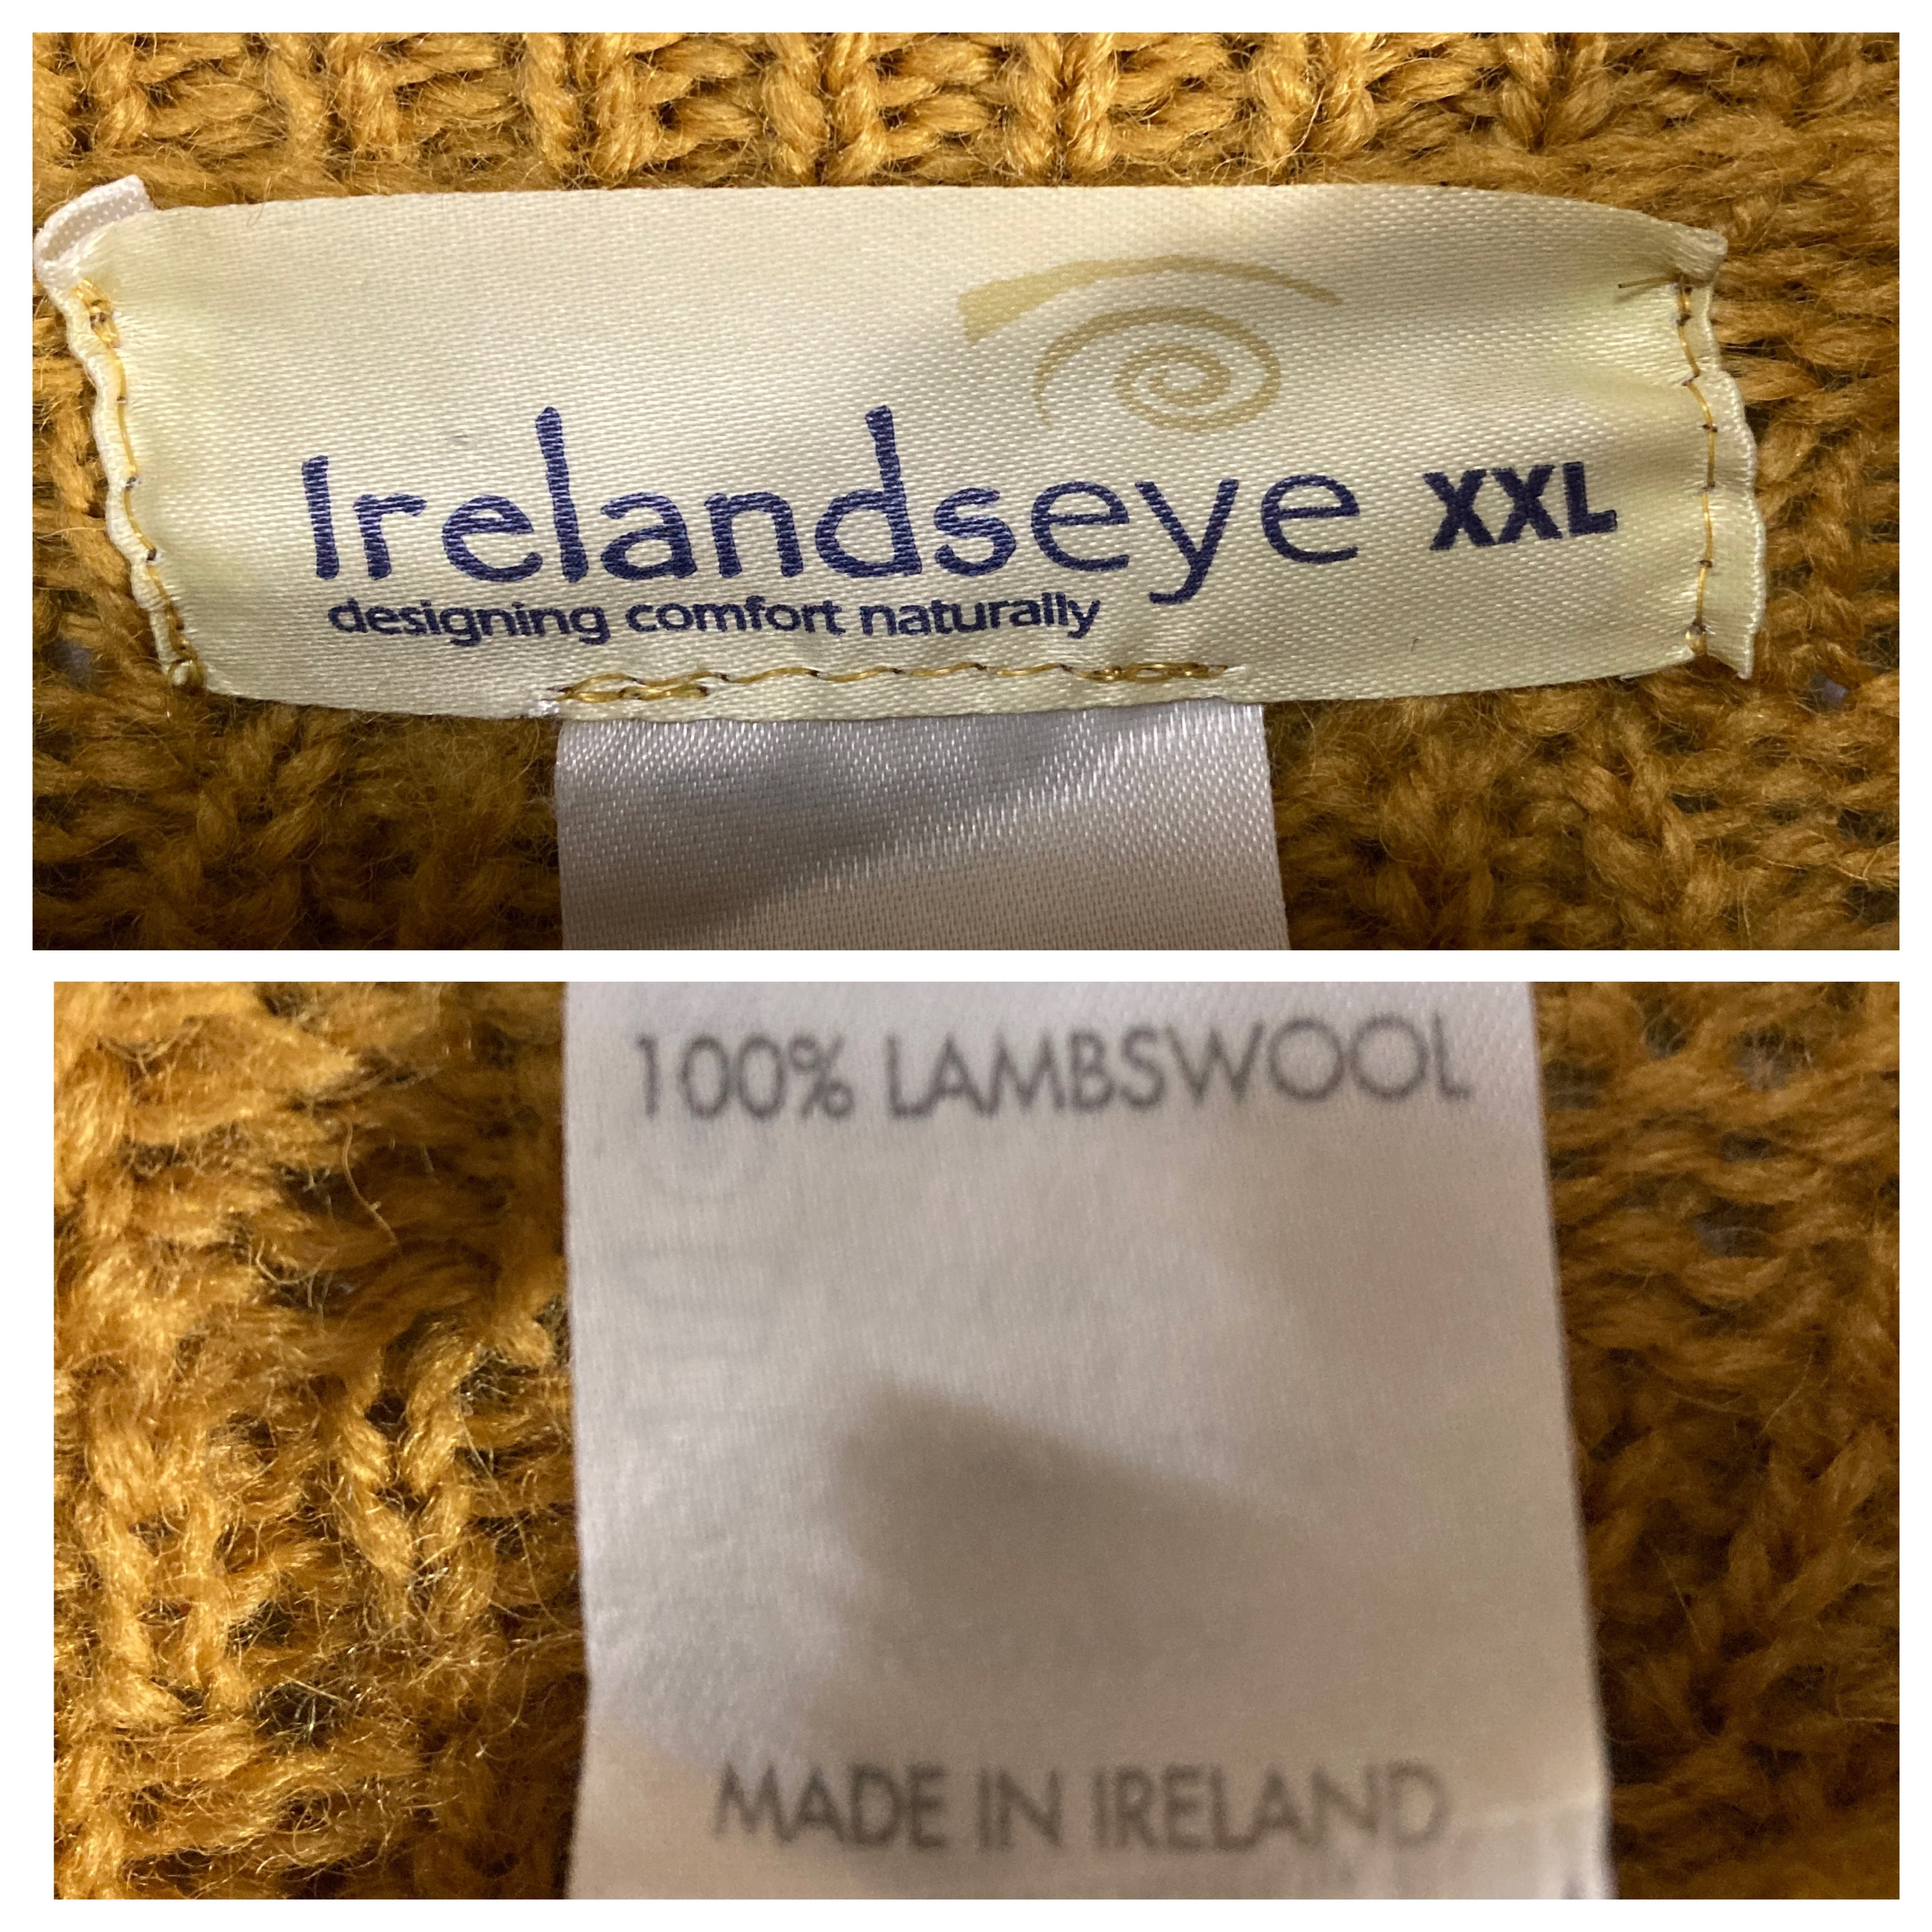 Irelandseye XXL
designing comfort naturally
100% LAMBSWOOL
MADE IN IRELAND